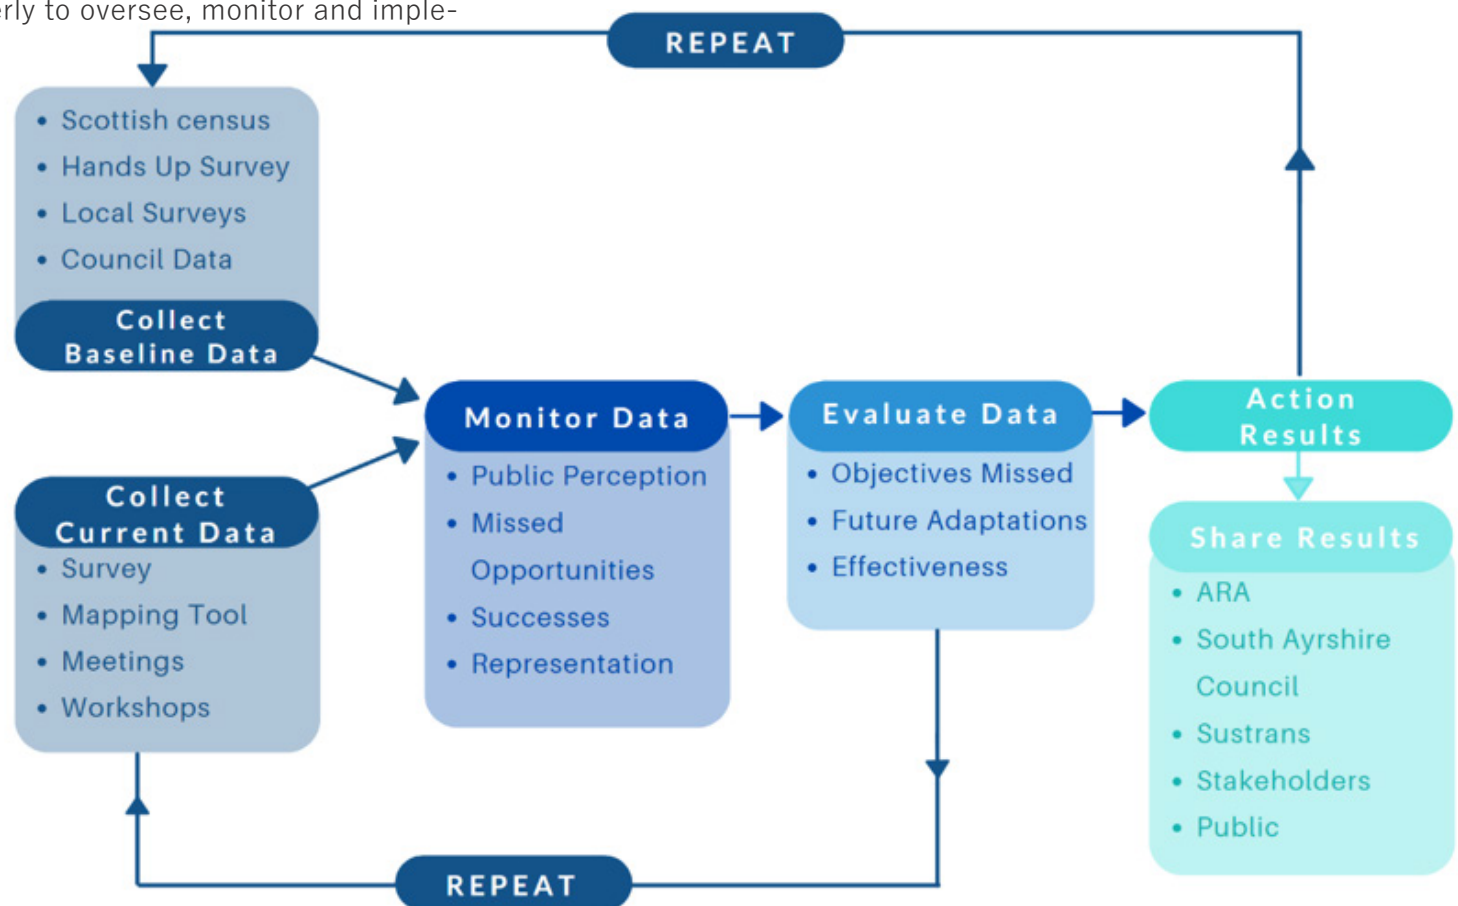 erly to oversee, monitor and imple-
REPEAT
• Scottish census
• Hands Up Survey
• Local Surveys
• Council Data
Collect
Baseline Data
Collect
Current Data
• Survey
• Mapping Tool
• Meetings
• Workshops
Monitor Data
• Public Perception
• Missed
Opportunities
• Successes
• Representation
Evaluate Data
• Objectives Missed
• Future Adaptations
• Effectiveness
Action
Results
Share Results
• ARA
• South Ayrshire
Council
• Sustrans
• Stakeholders
• Public
REPEAT